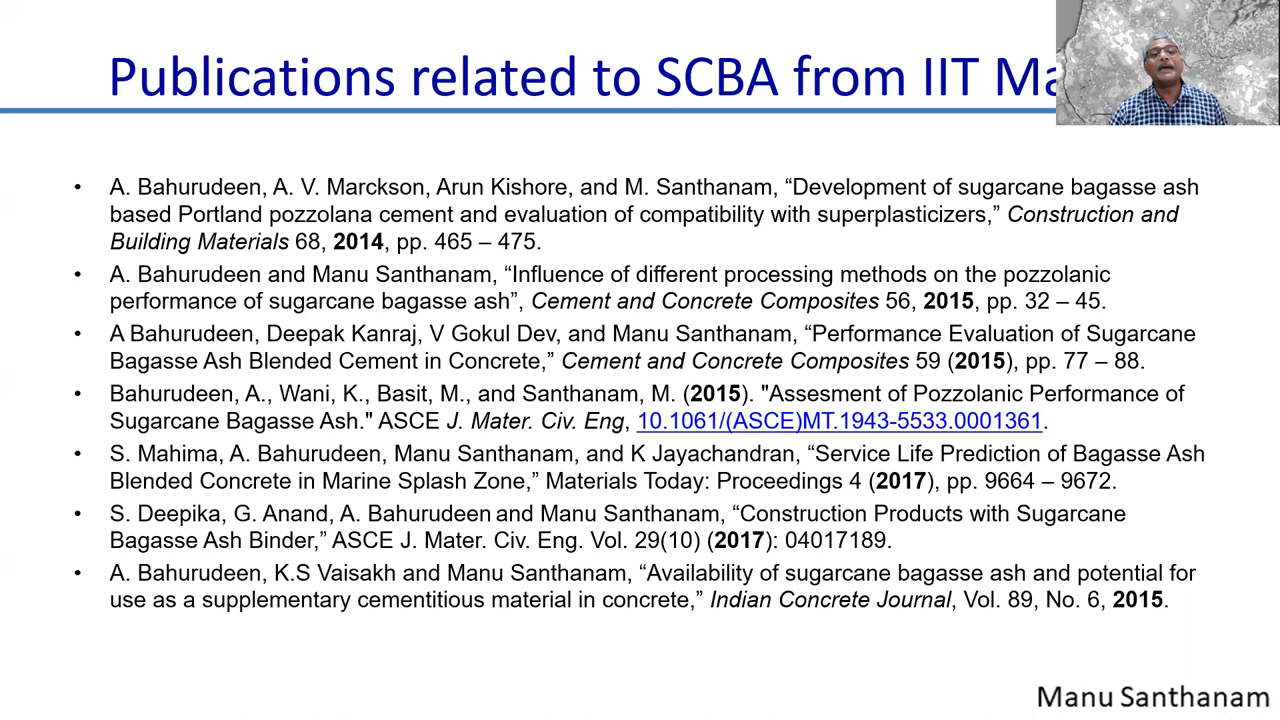 Publications related to SCBA from IIT
• A. Bahurudeen, A. V. Marckson, Arun Kishore, and M. Santhanam, “Development of sugarcane bagasse ash
based Portland pozzolana cement and evaluation of compatibility with superplasticizers,” Construction and
Building Materials 68, 2014, pp. 465 – 475.
• A. Bahurudeen and Manu Santhanam, “Influence of different processing methods on the pozzolanic
performance of sugarcane bagasse ash”, Cement and Concrete Composites 56, 2015, pp. 32 – 45.
• A Bahurudeen, Deepak Kanraj, V Gokul Dev, and Manu Santhanam, “Performance Evaluation of Sugarcane
Bagasse Ash Blended Cement in Concrete,” Cement and Concrete Composites 59 (2015), pp. 77 – 88.
• Bahurudeen, A., Wani, K., Basit, M., and Santhanam, M. (2015). "Assesment of Pozzolanic Performance of
Sugarcane Bagasse Ash." ASCE J. Mater. Civ. Eng, 10.1061/(ASCE)MT.1943-5533.0001361.
• S. Mahima, A. Bahurudeen, Manu Santhanam, and K Jayachandran, “Service Life Prediction of Bagasse Ash
Blended Concrete in Marine Splash Zone,” Materials Today: Proceedings 4 (2017), pp. 9664 – 9672.
• S. Deepika, G. Anand, A. Bahurudeen and Manu Santhanam, “Construction Products with Sugarcane
Bagasse Ash Binder,” ASCE J. Mater. Civ. Eng. Vol. 29(10) (2017): 04017189.
• A. Bahurudeen, K.S Vaisakh and Manu Santhanam, “Availability of sugarcane bagasse ash and potential for
use as a supplementary cementitious material in concrete,” Indian Concrete Journal, Vol. 89, No. 6, 2015.
Manu Santhanam